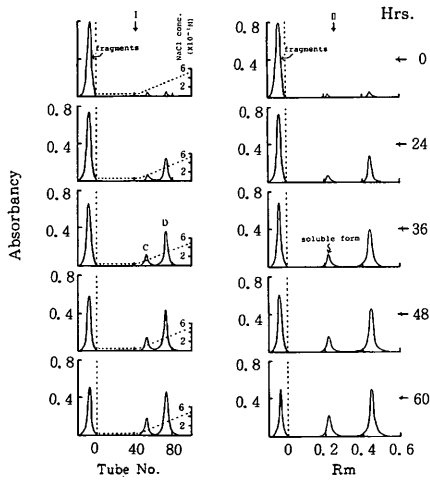 I
II
Hrs.
fragments
NaCl conc.
(X10⁻¹M)
6
2
0.8
0.4
fragments
0
0.8
0.4
6
2
0.8
0.4
24
Absorbancy
0.8
0.4
C
D
6
2
0.8
0.4
soluble form
36
0.8
0.4
6
2
0.8
0.4
48
0.8
0.4
6
2
0.8
0.4
60
0 40 80
0 0.2 0.4 0.6
Tube No.
Rm